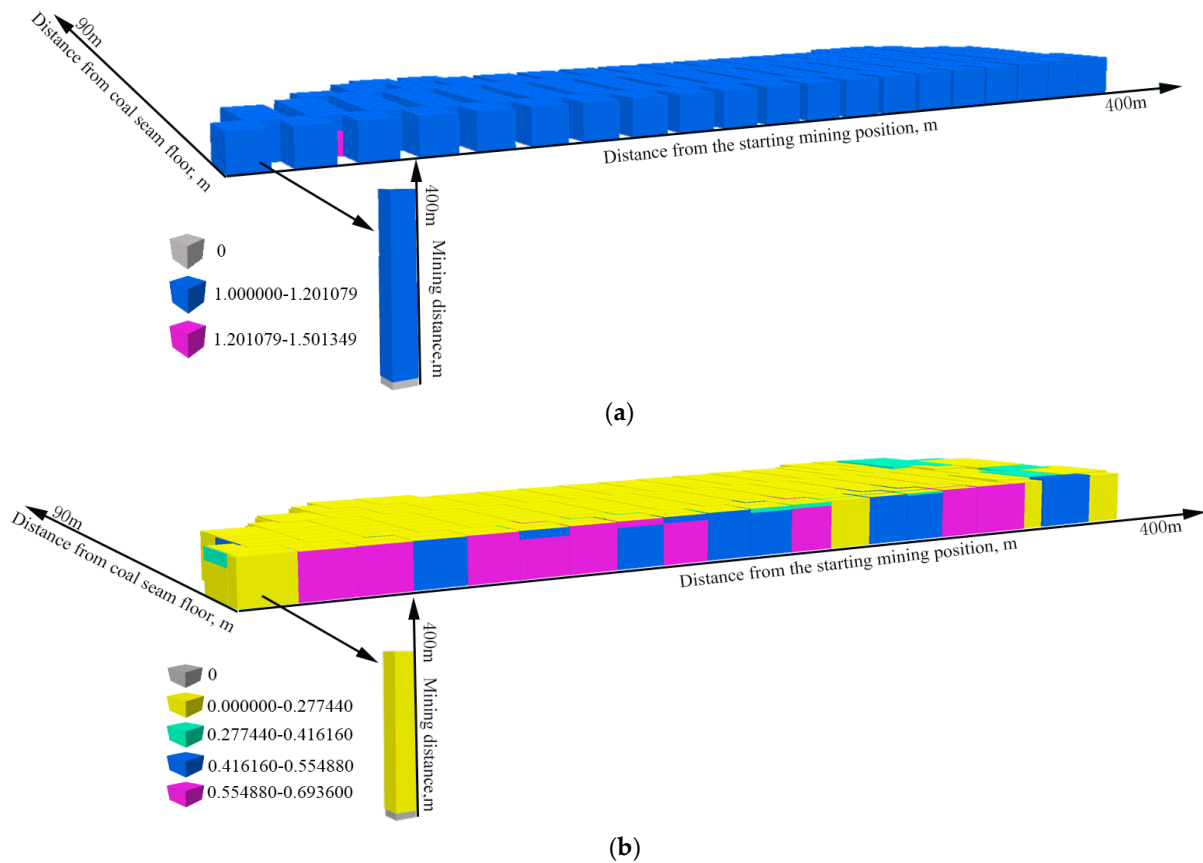 90m
Distance from coal seam floor, m
400m
Distance from the starting mining position, m
400m
Mining distance,m
0
1.000000-1.201079
1.201079-1.501349
(a)
90m
Distance from coal seam floor, m
400m
Distance from the starting mining position, m
400m
Mining distance,m
0
0.000000-0.277440
0.277440-0.416160
0.416160-0.554880
0.554880-0.693600
(b)